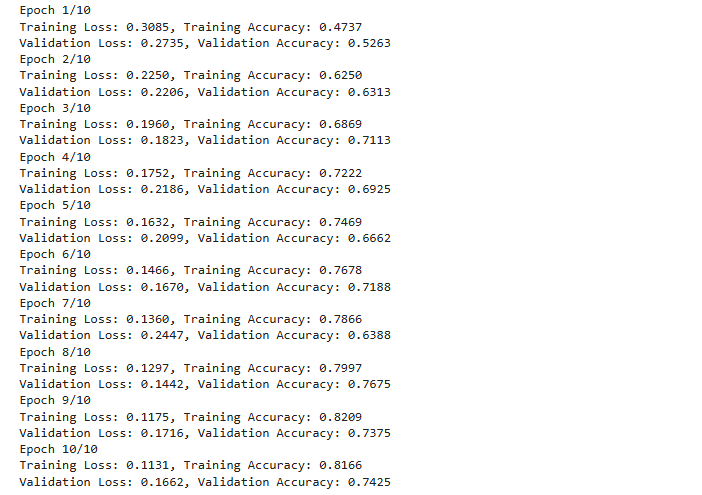 Epoch 1/10
Training Loss: 0.3085, Training Accuracy: 0.4737
Validation Loss: 0.2735, Validation Accuracy: 0.5263
Epoch 2/10
Training Loss: 0.2250, Training Accuracy: 0.6250
Validation Loss: 0.2206, Validation Accuracy: 0.6313
Epoch 3/10
Training Loss: 0.1960, Training Accuracy: 0.6869
Validation Loss: 0.1823, Validation Accuracy: 0.7113
Epoch 4/10
Training Loss: 0.1752, Training Accuracy: 0.7222
Validation Loss: 0.2186, Validation Accuracy: 0.6925
Epoch 5/10
Training Loss: 0.1632, Training Accuracy: 0.7469
Validation Loss: 0.2099, Validation Accuracy: 0.6662
Epoch 6/10
Training Loss: 0.1466, Training Accuracy: 0.7678
Validation Loss: 0.1670, Validation Accuracy: 0.7188
Epoch 7/10
Training Loss: 0.1360, Training Accuracy: 0.7866
Validation Loss: 0.2447, Validation Accuracy: 0.6388
Epoch 8/10
Training Loss: 0.1297, Training Accuracy: 0.7997
Validation Loss: 0.1442, Validation Accuracy: 0.7675
Epoch 9/10
Training Loss: 0.1175, Training Accuracy: 0.8209
Validation Loss: 0.1716, Validation Accuracy: 0.7375
Epoch 10/10
Training Loss: 0.1131, Training Accuracy: 0.8166
Validation Loss: 0.1662, Validation Accuracy: 0.7425